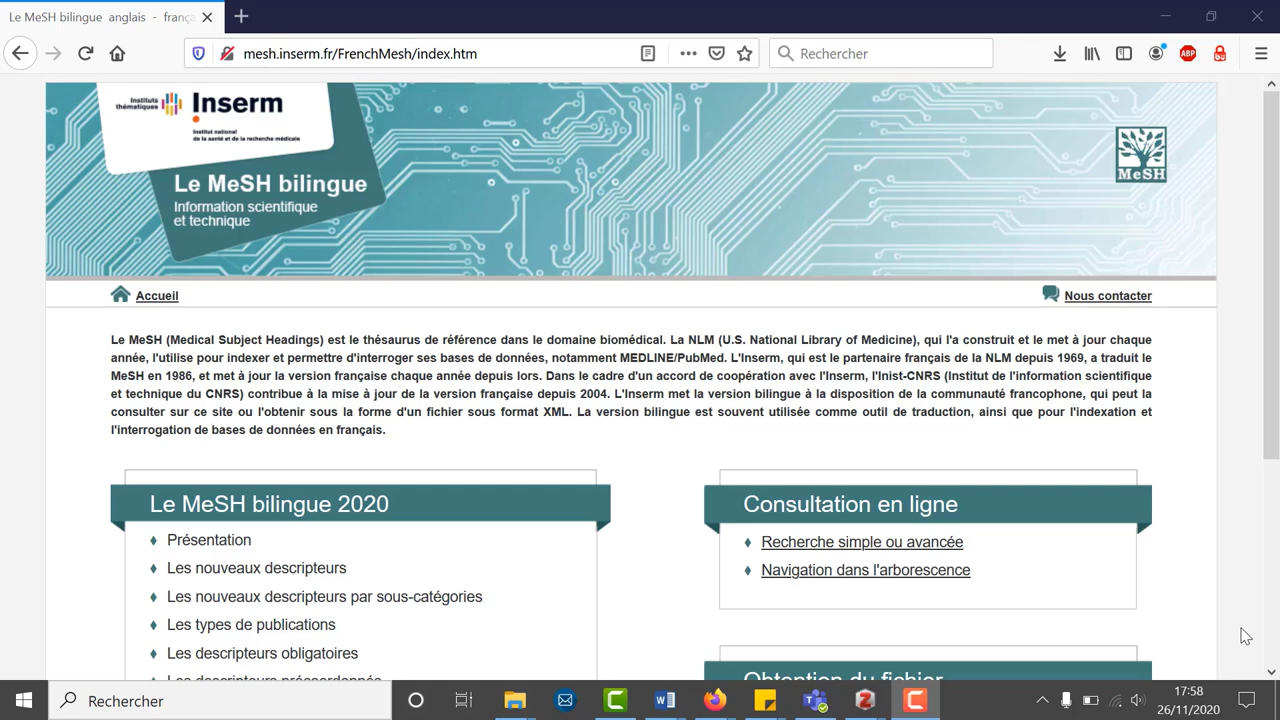 Le MeSH bilingue anglais - frança
mesh.inserm.fr/FrenchMesh/index.htm
Rechercher
ABP
Instituts
thématiques
Inserm
Institut national
de la santé et de la recherche médicale
Le MeSH bilingue
Information scientifique
et technique
MeSH
Accueil
Nous contacter
Le MeSH (Medical Subject Headings) est le thésaurus de référence dans le domaine biomédical. La NLM (U.S. National Library of Medicine), qui l'a construit et le met à jour chaque
année, l'utilise pour indexer et permettre d'interroger ses bases de données, notamment MEDLINE/PubMed. L'Inserm, qui est le partenaire français de la NLM depuis 1969, a traduit le
MeSH en 1986, et met à jour la version française chaque année depuis lors. Dans le cadre d'un accord de coopération avec l'Inserm, l'Inist-CNRS (Institut de l'information scientifique
et technique du CNRS) contribue à la mise à jour de la version française depuis 2004. L'Inserm met la version bilingue à la disposition de la communauté francophone, qui peut la
consulter sur ce site ou l'obtenir sous la forme d'un fichier sous format XML. La version bilingue est souvent utilisée comme outil de traduction, ainsi que pour l'indexation et
l'interrogation de bases de données en français.
Le MeSH bilingue 2020
Présentation
Les nouveaux descripteurs
Les nouveaux descripteurs par sous-catégories
Les types de publications
Les descripteurs obligatoires
Les descripteurs précoordonnés
Consultation en ligne
Recherche simple ou avancée
Navigation dans l'arborescence
Obtention du fichier
Rechercher
17:58
26/11/2020